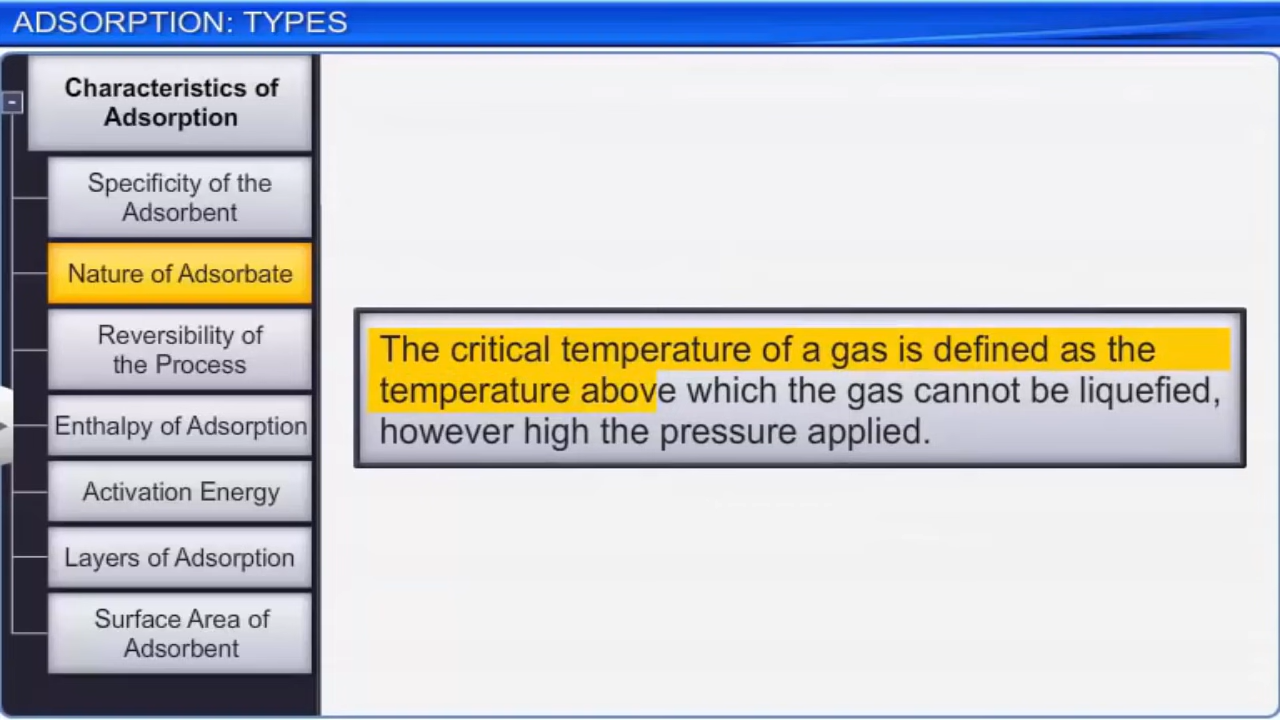 ADSORPTION: TYPES
-
Characteristics of
Adsorption
Specificity of the
Adsorbent
Nature of Adsorbate
Reversibility of
the Process
Enthalpy of Adsorption
Activation Energy
Layers of Adsorption
Surface Area of
Adsorbent
The critical temperature of a gas is defined as the
temperature above which the gas cannot be liquefied,
however high the pressure applied.